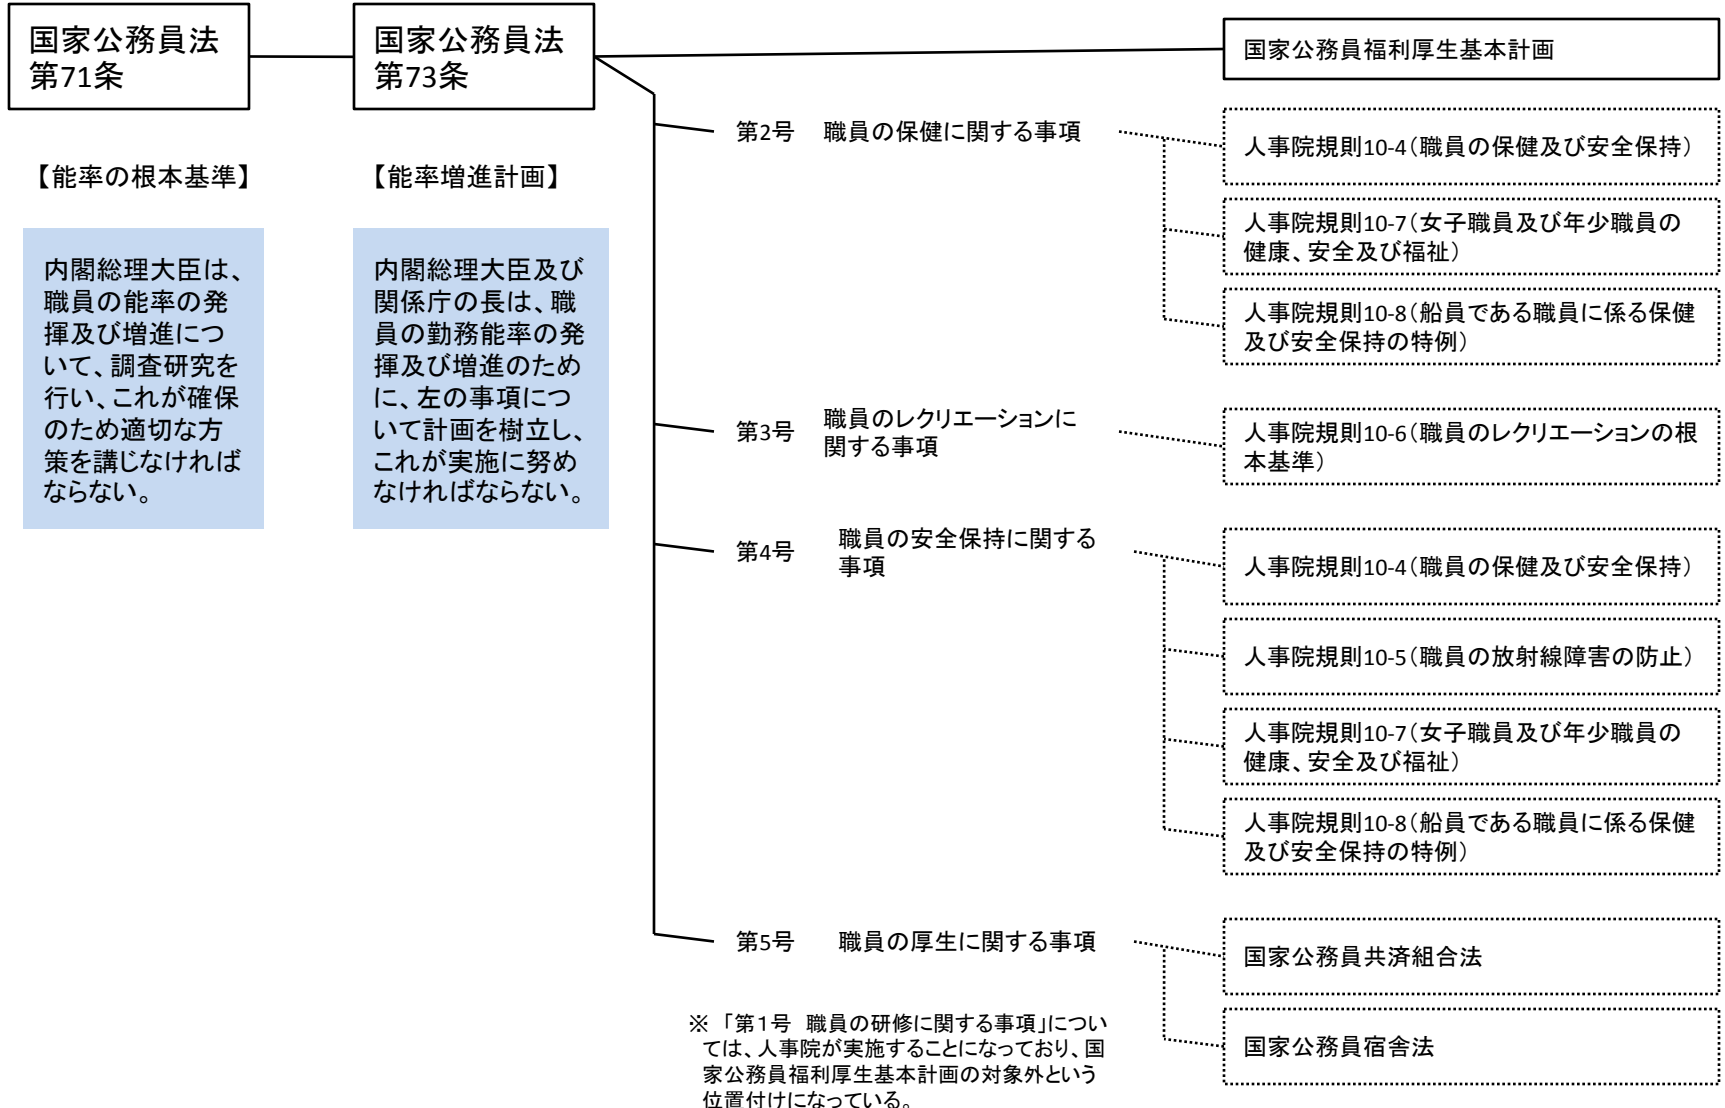 国家公務員法
第71条
【能率の根本基準】
内閣総理大臣は、
職員の能率の発
揮及び増進につ
いて、調査研究を
行い、これが確保
のため適切な方
策を講じなければ
ならない。
国家公務員法
第73条
【能率増進計画】
内閣総理大臣及び
関係庁の長は、職
員の勤務能率の発
揮及び増進のため
に、左の事項につ
いて計画を樹立し、
これが実施に努め
なければならない。
国家公務員福利厚生基本計画
第2号 職員の保健に関する事項
人事院規則10-4(職員の保健及び安全保持)
人事院規則10-7(女子職員及び年少職員の
健康、安全及び福祉)
人事院規則10-8(船員である職員に係る保健
及び安全保持の特例)
第3号 職員のレクリエーションに
関する事項
人事院規則10-6(職員のレクリエーションの根
本基準)
第4号 職員の安全保持に関する
事項
人事院規則10-4(職員の保健及び安全保持)
人事院規則10-5(職員の放射線障害の防止)
人事院規則10-7(女子職員及び年少職員の
健康、安全及び福祉)
人事院規則10-8(船員である職員に係る保健
及び安全保持の特例)
第5号 職員の厚生に関する事項
国家公務員共済組合法
国家公務員宿舎法
※ 「第1号 職員の研修に関する事項」につい
ては、人事院が実施することになっており、国
家公務員福利厚生基本計画の対象外という
位置付けになっている。